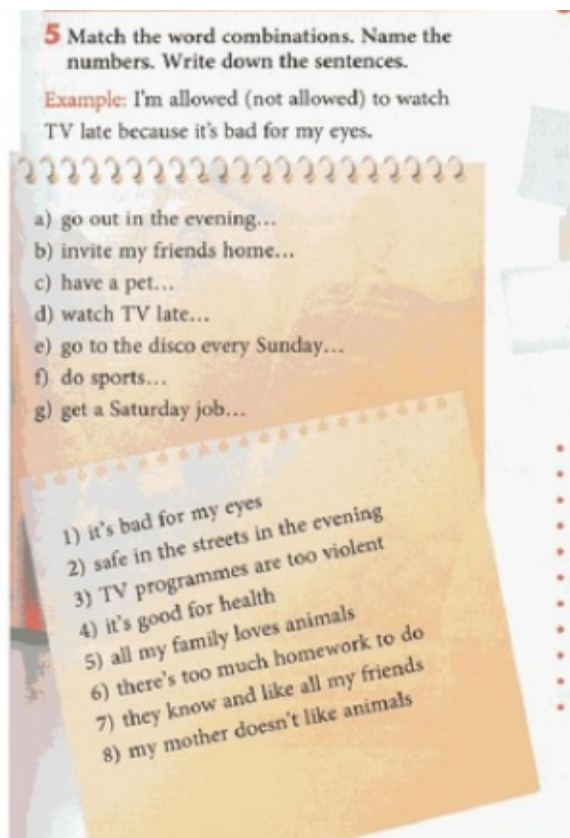 5 Match the word combinations. Name the
numbers. Write down the sentences.
Example: I'm allowed (not allowed) to watch
TV late because it's bad for my eyes.
a) go out in the evening...
b) invite my friends home...
c) have a pet...
d) watch TV late...
e) go to the disco every Sunday...
f) do sports...
g) get a Saturday job...
1) it's bad for my eyes
2) safe in the streets in the evening
3) TV programmes are too violent
4) it's good for health
5) all my family loves animals
6) there's too much homework to do
7) they know and like all my friends
8) my mother doesn't like animals